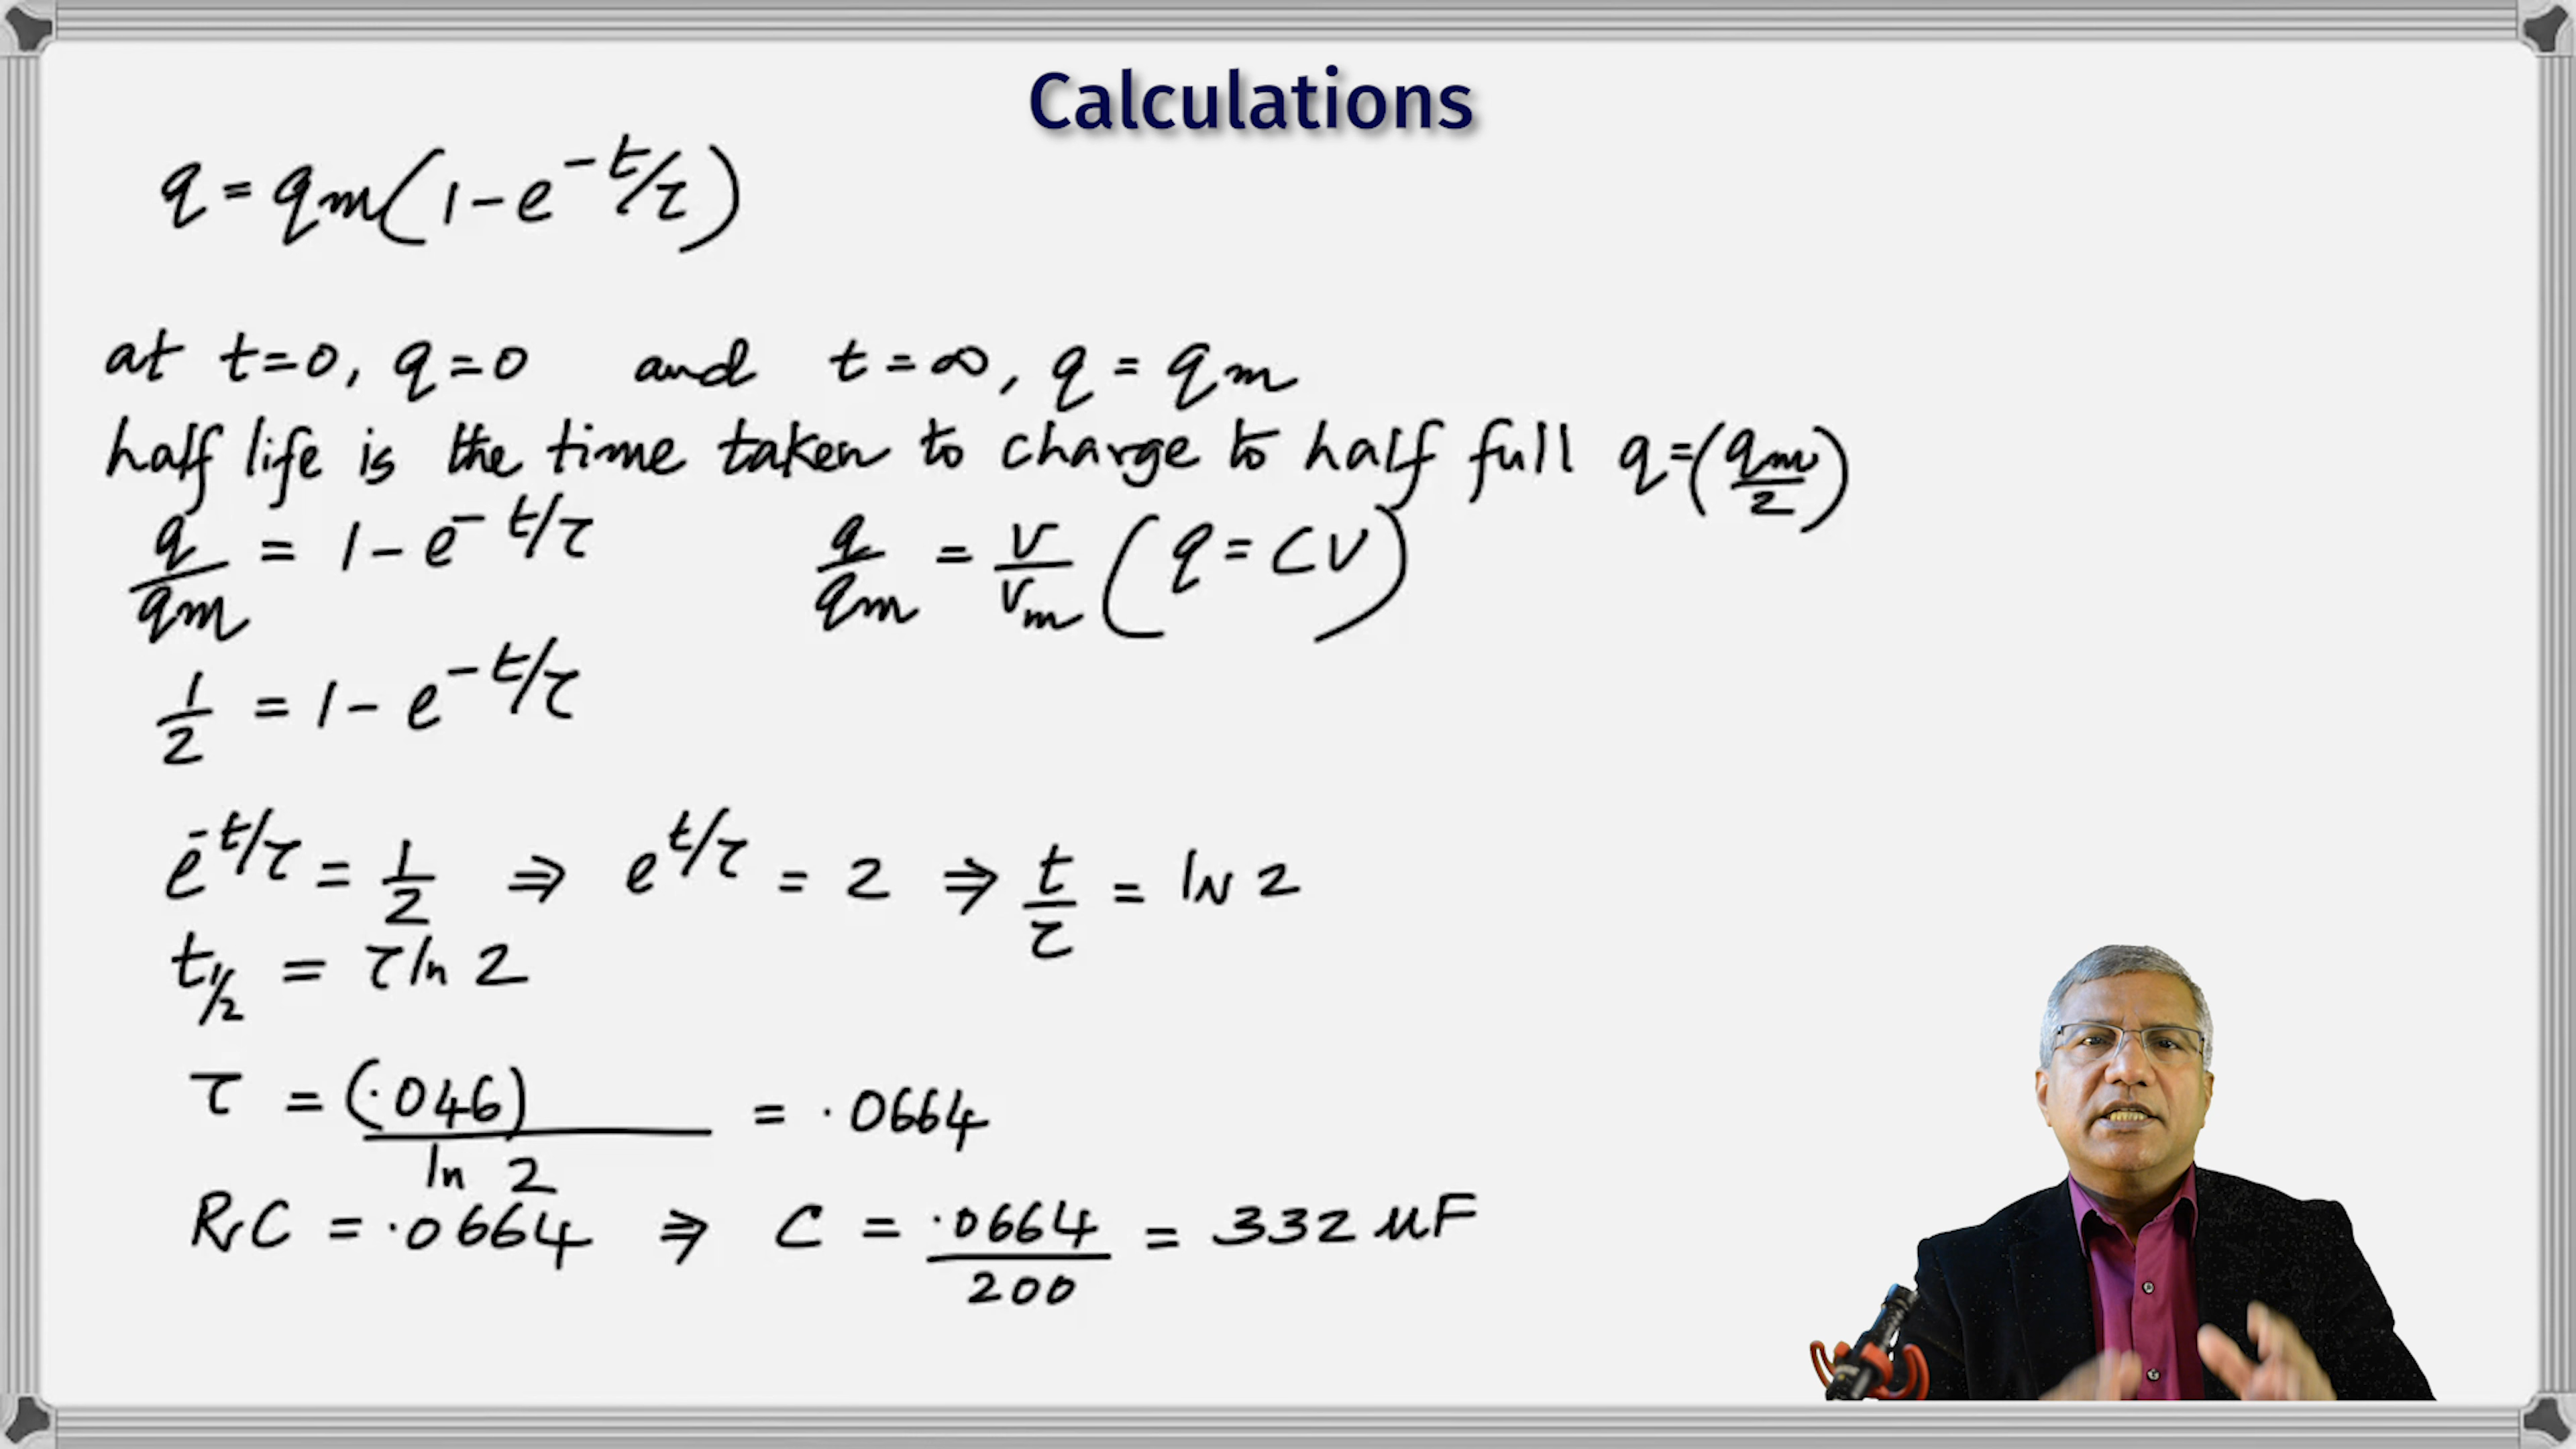 Calculations
q = qm(1 - e^-t/τ)
at t=0, q=0 and t=∞, q = qm
half life is the time taken to charge to half full q=(qm/2)
q/qm = 1 - e^-t/τ q/qm = v/vm (q = CV)
1/2 = 1 - e^-t/τ
e^-t/τ = 1/2 ⇒ e^t/τ = 2 ⇒ t/τ = ln 2
t1/2 = τ ln 2
τ = (.046)/ln 2 = .0664
RC = .0664 ⇒ C = .0664/200 = 332 µF